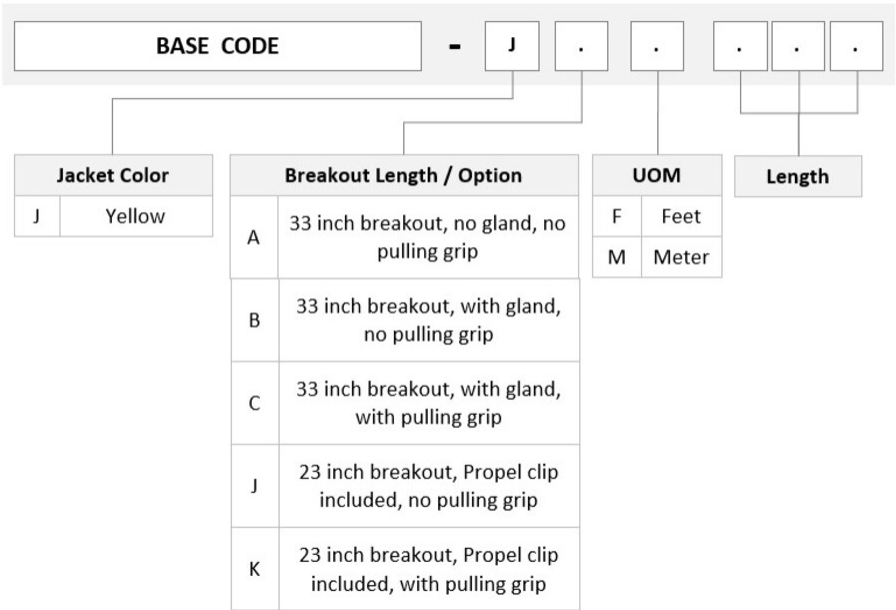 BASE CODE - J . . . . .
Jacket Color
J Yellow
Breakout Length / Option
A 33 inch breakout, no gland, no
pulling grip
B 33 inch breakout, with gland,
no pulling grip
C 33 inch breakout, with gland,
with pulling grip
J 23 inch breakout, Propel clip
included, no pulling grip
K 23 inch breakout, Propel clip
included, with pulling grip
UOM
F Feet
M Meter
Length